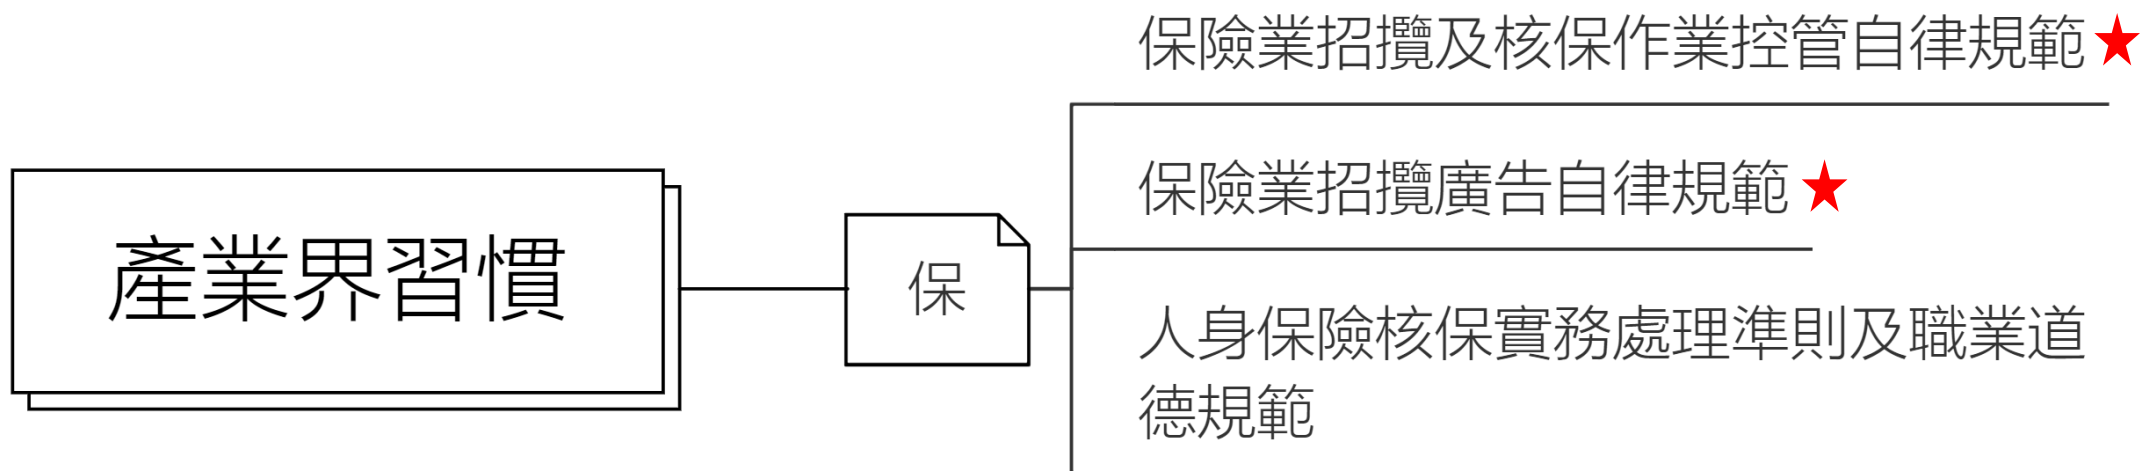 保險業招攬及核保作業控管自律規範★
保險業招攬廣告自律規範★
產業界習慣
保
人身保險核保實務處理準則及職業道
德規範